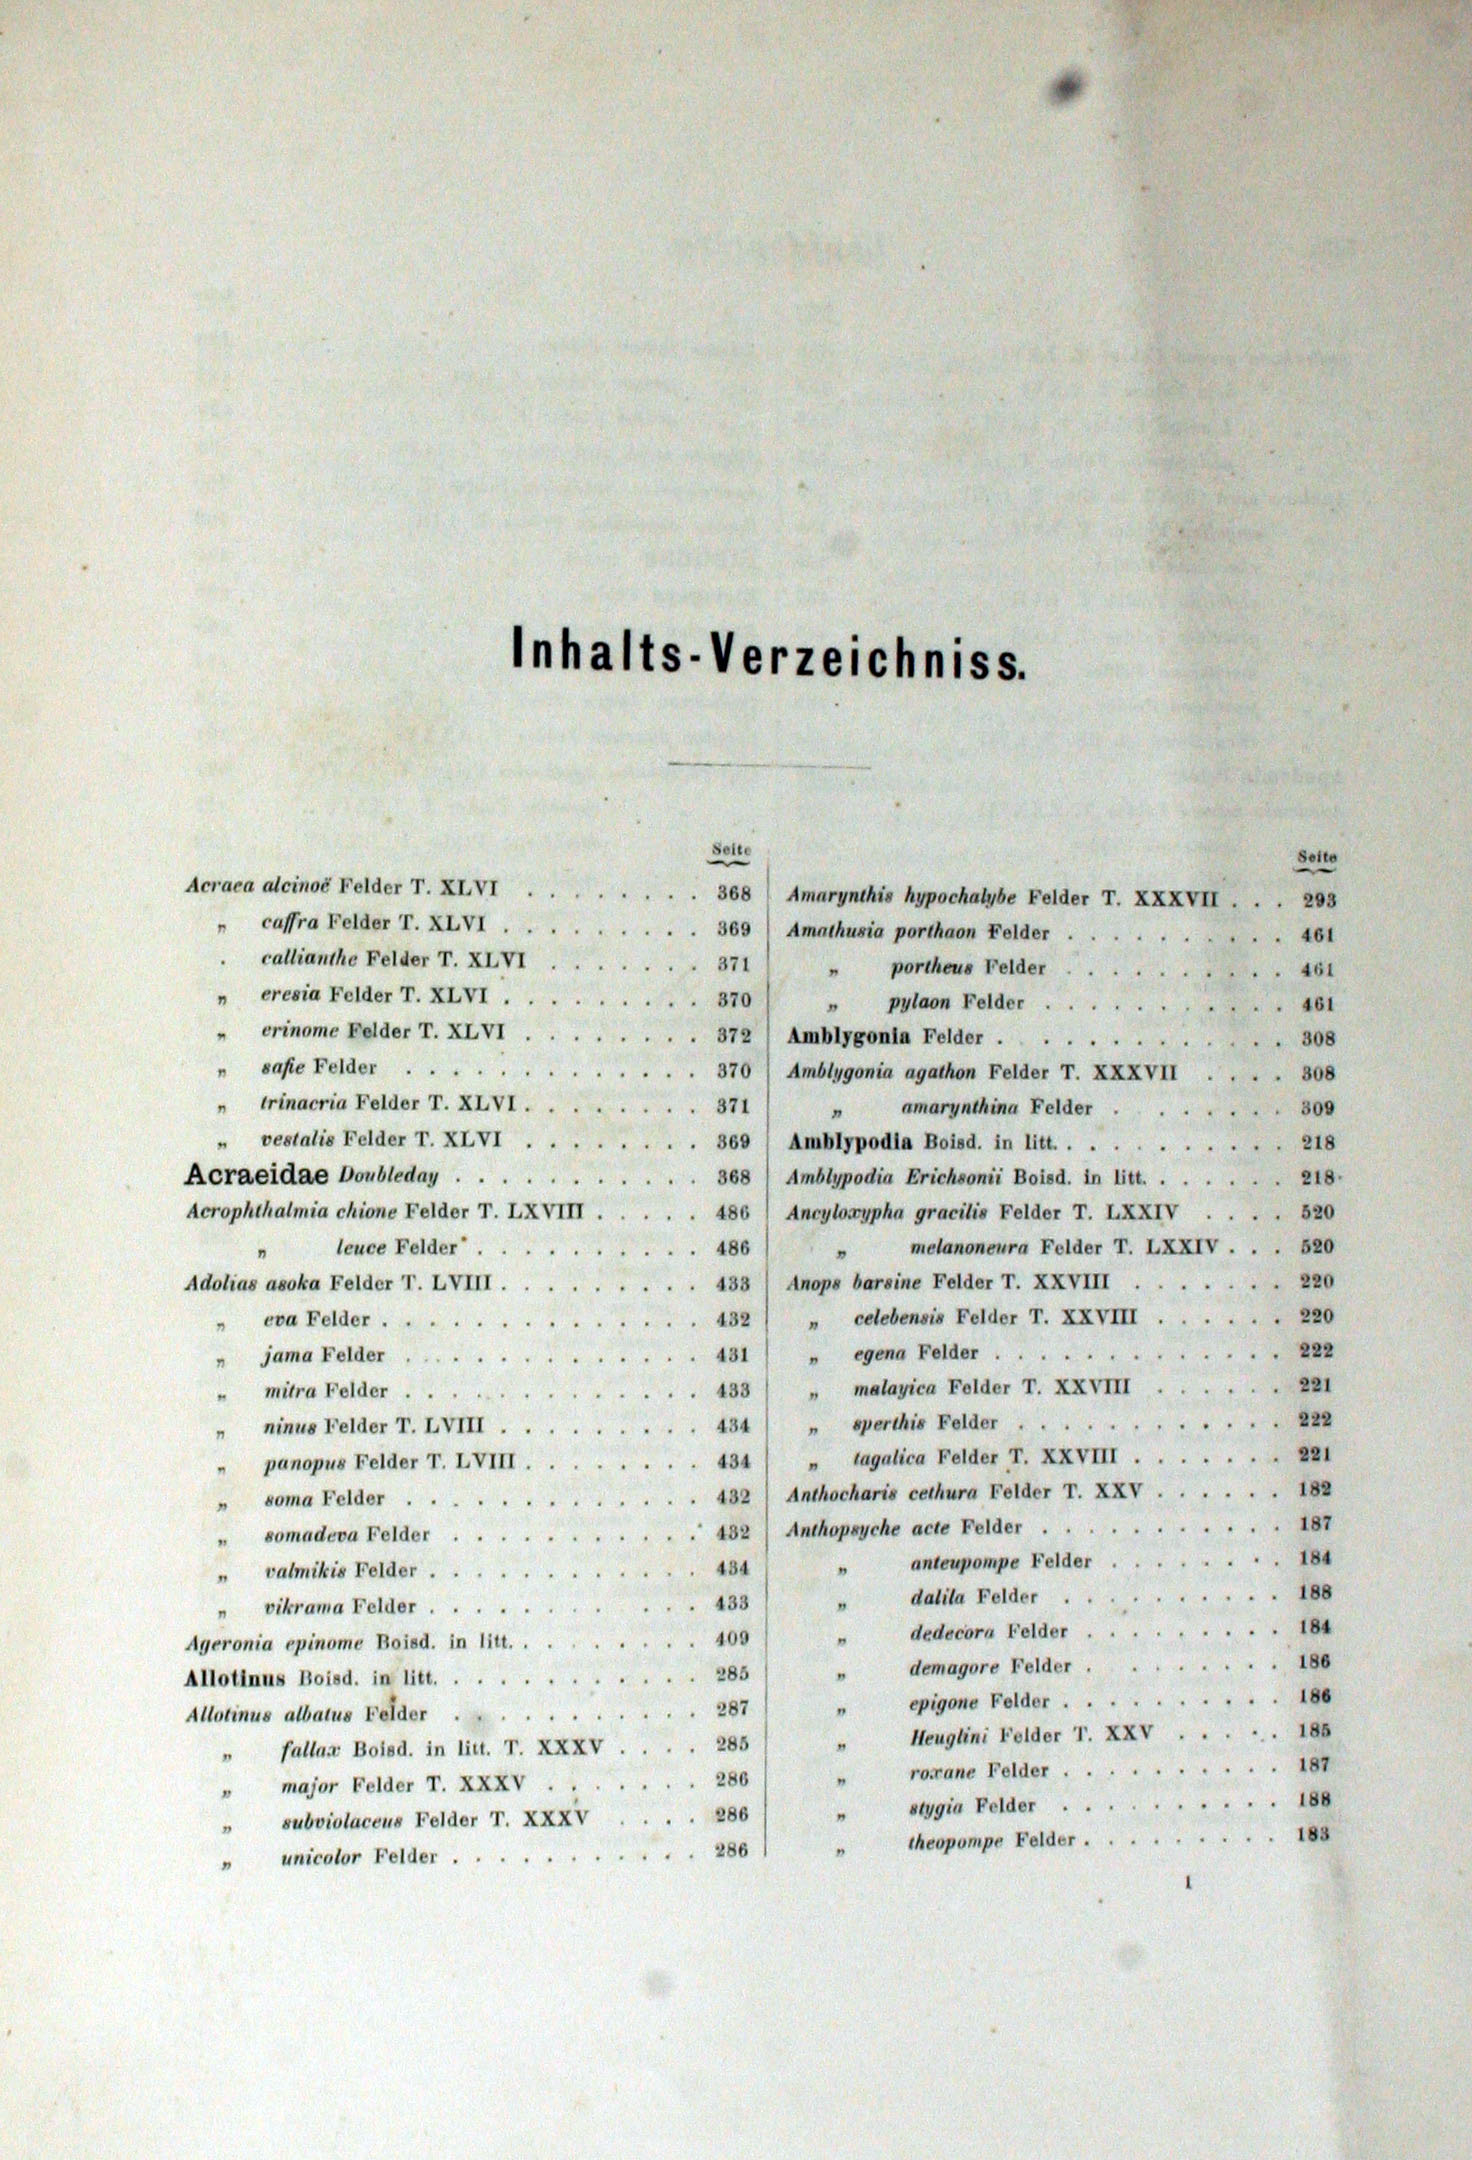 Inhalts-Verzeichniss.
Seite
Acraea alcinoë Felder T. XLVI . . . . . . . . 368
„ caffra Felder T. XLVI . . . . . . . . . 369
. callianthe Felder T. XLVI . . . . . . . 371
„ eresia Felder T. XLVI . . . . . . . . . 370
„ erinome Felder T. XLVI . . . . . . . . 372
„ safie Felder . . . . . . . . . . . . . 370
„ trinacria Felder T. XLVI . . . . . . . . 371
„ vestalis Felder T. XLVI . . . . . . . . 369
Acraeidae Doubleday . . . . . . . . . . . 368
Acrophthalmia chione Felder T. LXVIII . . . . . 486
„ leuce Felder . . . . . . . . . . 486
Adolias asoka Felder T. LVIII . . . . . . . . . 433
„ eva Felder . . . . . . . . . . . . . . 432
„ jama Felder . . . . . . . . . . . . . 431
„ mitra Felder . . . . . . . . . . . . . 433
„ ninus Felder T. LVIII . . . . . . . . . 434
„ panopus Felder T. LVIII . . . . . . . . 434
„ soma Felder . . . . . . . . . . . . . 432
„ somadeva Felder . . . . . . . . . . . 432
„ valmikis Felder . . . . . . . . . . . . 434
„ vikrama Felder . . . . . . . . . . . . 433
Ageronia epinome Boisd. in litt. . . . . . . . . 409
Allotinus Boisd. in litt. . . . . . . . . . . . 285
Allotinus albatus Felder . . . . . . . . . . . 287
„ fallax Boisd. in litt. T. XXXV . . . . 285
„ major Felder T. XXXV . . . . . . . 286
„ subviolaceus Felder T. XXXV . . . . 286
„ unicolor Felder . . . . . . . . . . . 286
Seite
Amarynthis hypochalybe Felder T. XXXVII . . . 293
Amathusia porthaon Felder . . . . . . . . . . 461
„ portheus Felder . . . . . . . . . . 461
„ pylaon Felder . . . . . . . . . . . 461
Amblygonia Felder . . . . . . . . . . . . . 308
Amblygonia agathon Felder T. XXXVII . . . . 308
„ amarynthina Felder . . . . . . . . 309
Amblypodia Boisd. in litt. . . . . . . . . . . 218
Amblypodia Erichsonii Boisd. in litt. . . . . . . 218
Ancyloxypha gracilis Felder T. LXXIV . . . . 520
„ melanoneura Felder T. LXXIV . . . 520
Anops barsine Felder T. XXVIII . . . . . . . 220
„ celebensis Felder T. XXVIII . . . . . . 220
„ egena Felder . . . . . . . . . . . . . 222
„ malayica Felder T. XXVIII . . . . . . 221
„ sperthis Felder . . . . . . . . . . . . 222
„ tagalica Felder T. XXVIII . . . . . . . 221
Anthocharis cethura Felder T. XXV . . . . . . 182
Anthopsyche acte Felder . . . . . . . . . . . 187
„ anteupompe Felder . . . . . . . . 184
„ dalila Felder . . . . . . . . . . 188
„ dedecora Felder . . . . . . . . . 184
„ demagore Felder . . . . . . . . 186
„ epigone Felder . . . . . . . . . . 186
„ Heuglini Felder T. XXV . . . . . 185
„ roxane Felder . . . . . . . . . . 187
„ stygia Felder . . . . . . . . . . 188
„ theopompe Felder . . . . . . . . . 183
1